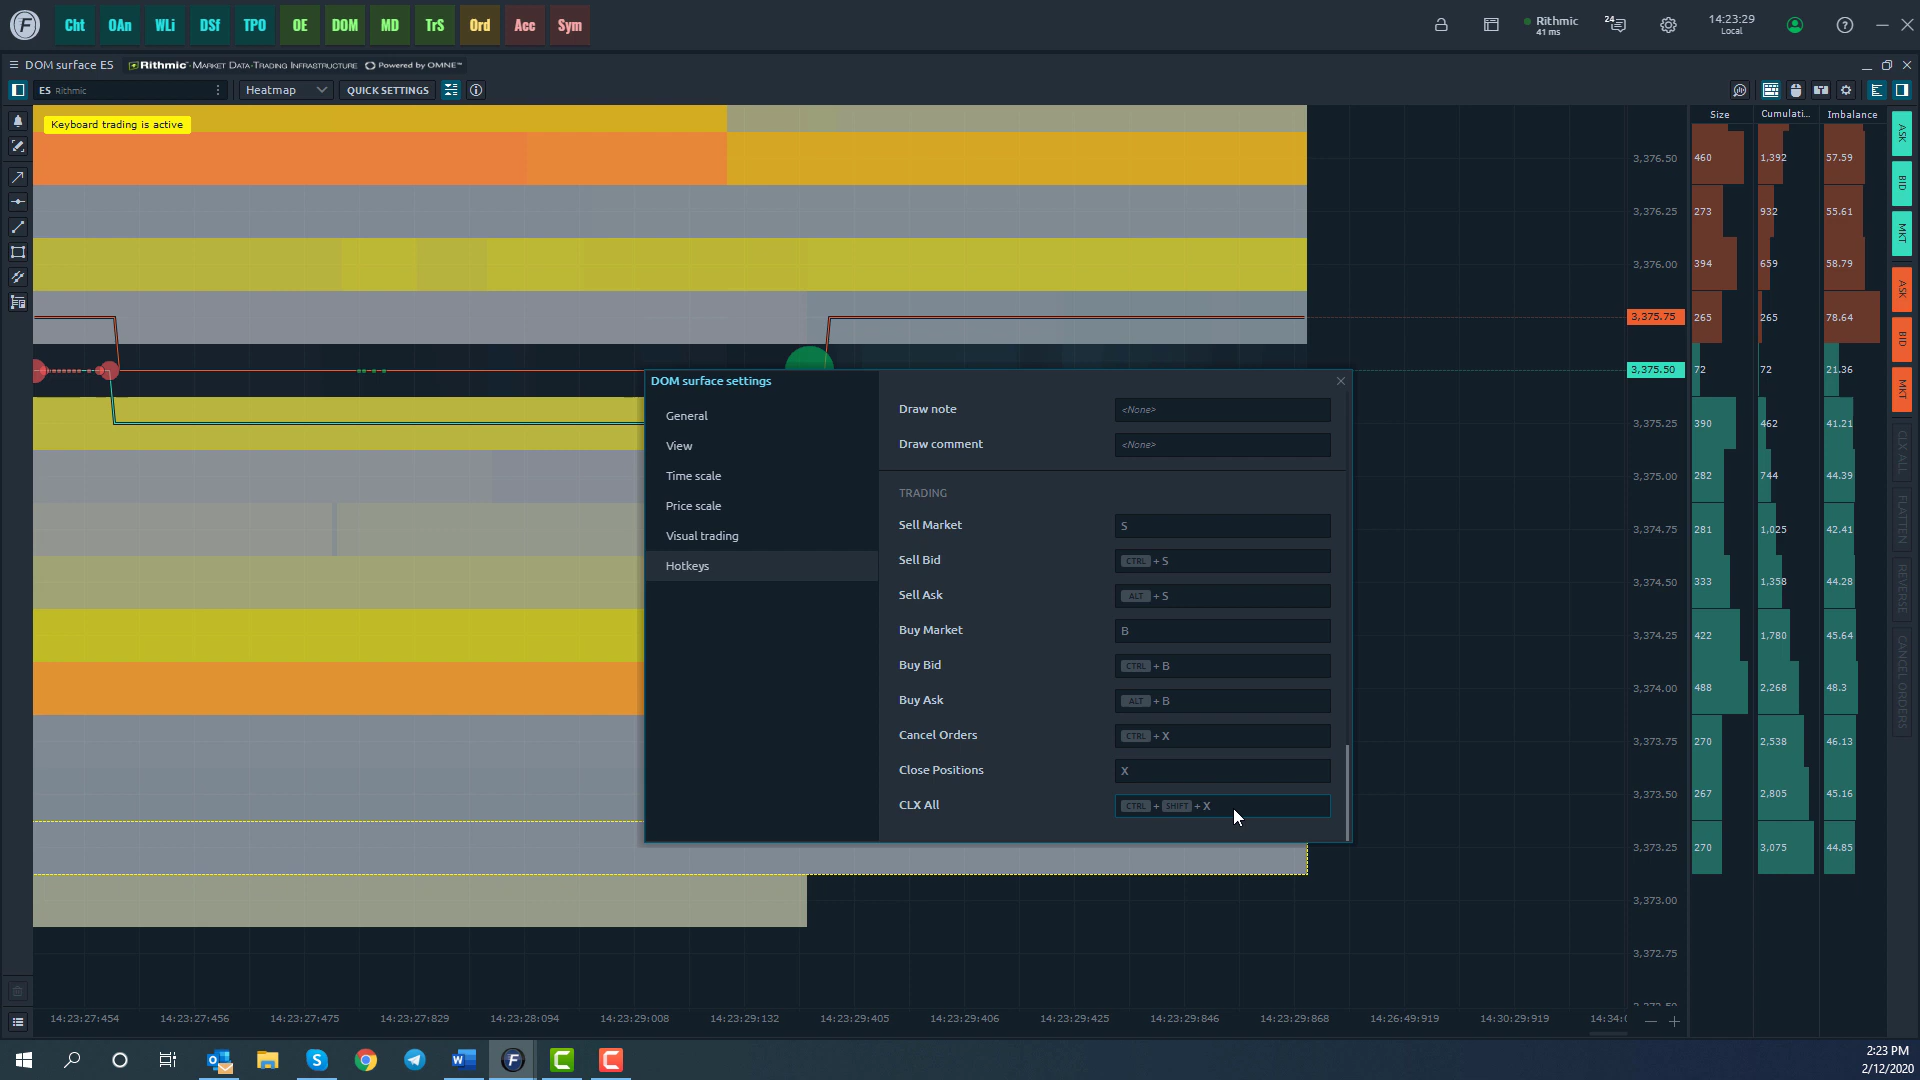 Cht OAn WLi DSf TPO OE DOM MD TrS Ord Acc Sym
Rithmic
41 ms
24
14:23:29
Local
DOM surface ES
Rithmic MARKET DATA-TRADING INFRASTRUCTURE Powered by OMNE™
ES Rithmic
Heatmap
QUICK SETTINGS
Keyboard trading is active
Size Cumulati... Imbalance
3,376.50 460 1,392 57.59
3,376.25 273 932 55.61
3,376.00 394 659 58.79
3,375.75 265 265 78.64
3,375.50 72 72 21.36
3,375.25 390 462 41.21
3,375.00 282 744 44.39
3,374.75 281 1,025 42.41
3,374.50 333 1,358 44.28
3,374.25 422 1,780 45.64
3,374.00 488 2,268 48.3
3,373.75 270 2,538 46.13
3,373.50 267 2,805 45.16
3,373.25 270 3,075 44.85
3,373.00
3,372.75
ASK
BID
MKT
ASK
BID
MKT
CLX ALL
FLATTEN
REVERSE
CANCEL ORDERS
DOM surface settings
General
View
Time scale
Price scale
Visual trading
Hotkeys
Draw note <None>
Draw comment <None>
TRADING
Sell Market S
Sell Bid CTRL + S
Sell Ask ALT + S
Buy Market B
Buy Bid CTRL + B
Buy Ask ALT + B
Cancel Orders CTRL + X
Close Positions X
CLX All CTRL + SHIFT + X
14:23:27:454 14:23:27:456 14:23:27:475 14:23:27:829 14:23:28:094 14:23:29:008 14:23:29:132 14:23:29:405 14:23:29:406 14:23:29:425 14:23:29:846 14:23:29:868 14:26:49:919 14:30:29:919
2:23 PM
2/12/2020